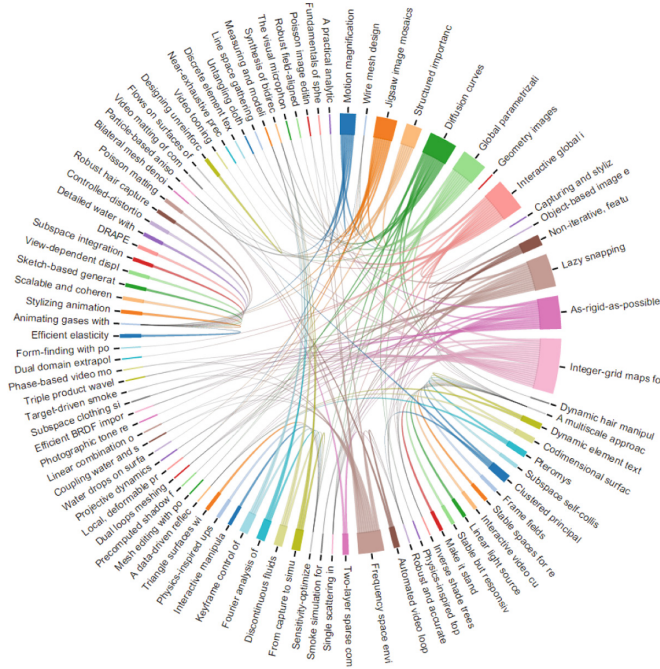 Motion magnification
Wire mesh design
Jigsaw image mosaics
Structured importanc
Diffusion curves
Global parametrizati
Geometry images
Interactive global i
Capturing and styliz
Object-based image e
Non-iterative, featu
Lazy snapping
As-rigid-as-possible
Integer-grid maps fo
Dynamic hair manipul
A multiscale approac
Dynamic element text
Codimensional surfac
Pteromys
Subspace self-collis
Clustered principal
Frame fields
Stable spaces for re
Interactive video cu
Linear light source
Stable but responsiv
Make it stand
Inverse shade trees
Physics-inspired top
Robust and accurate
Automated video loop
Frequency space envi
Two-layer sparse com
Single scattering in
Smoke simulation for
Sensitivity-optimize
From capture to simu
Discontinuous fluids
Fourier analysis of
Keyframe control of
Interactive manipula
Physics-inspired ups
Triangle surfaces wi
A data-driven reflec
Mesh editing with po
Precomputed shadow f
Dual loops meshing
Local, deformable pr
Projective dynamics
Water drops on surfa
Coupling water and s
Linear combination o
Photographic tone re
Efficient BRDF impor
Subspace clothing si
Target-driven smoke
Triple product wavel
Phase-based video mo
Dual domain extrapol
Form-finding with po
Efficient elasticity
Animating gases with
Stylizing animation
Scalable and coheren
Sketch-based generat
View-dependent displ
Subspace integration
DRAPE
Detailed water with
Controlled-distortio
Robust hair capture
Poisson matting
Bilateral mesh denoi
Particle-based aniso
Video matting of com
Flows on surfaces of
Designing unreinforc
Video tooning
Near-exhaustive prec
Discrete element tex
Untangling cloth
Measuring and modeli
Line space gathering
Synthesis of bidirec
The visual microphon
Robust field-aligned
Poisson image editin
Fundamentals of sphe
A practical analytic